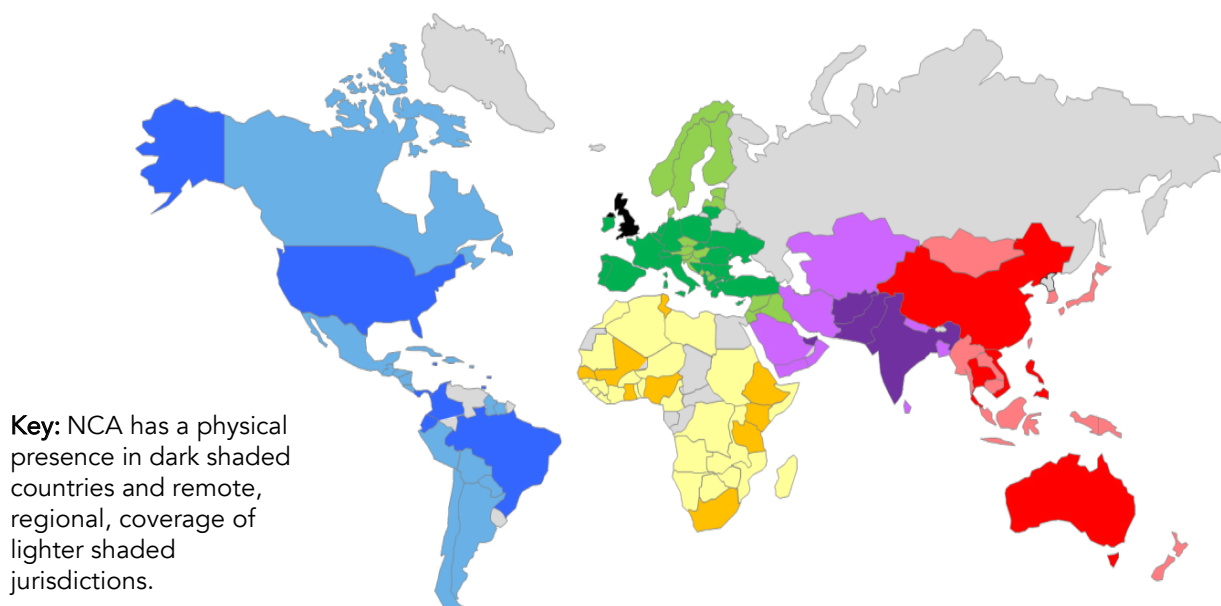 Key: NCA has a physical
presence in dark shaded
countries and remote,
regional, coverage of
lighter shaded
jurisdictions.